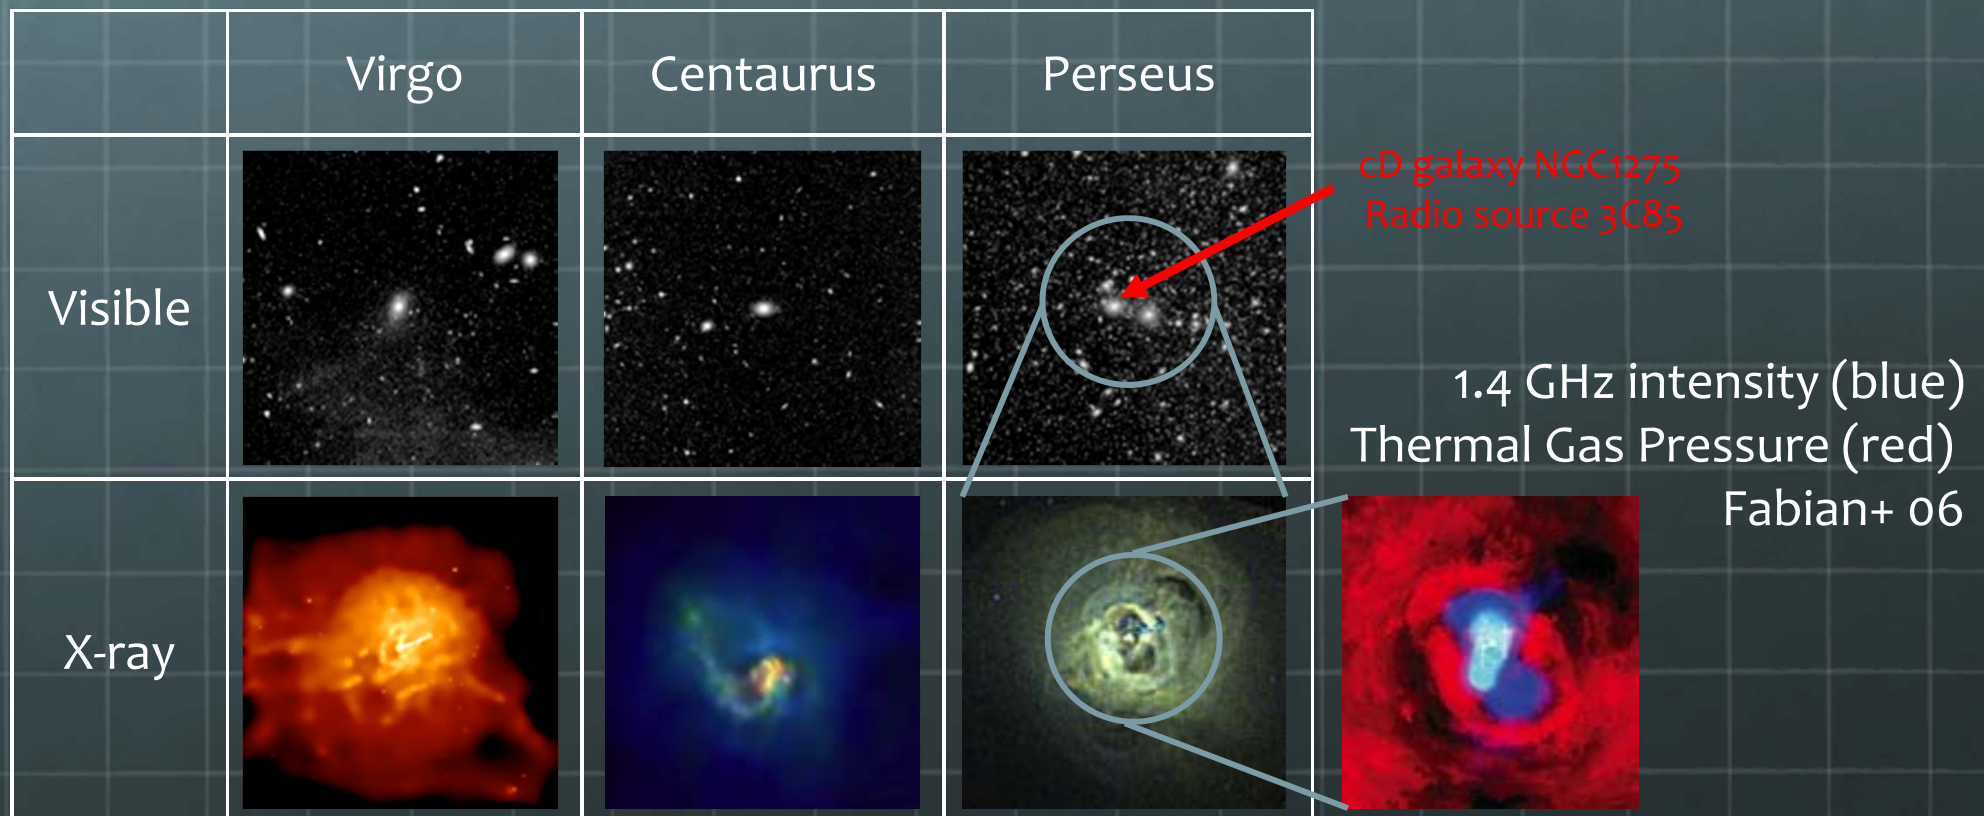 Virgo
Centaurus
Perseus
Visible
cD galaxy NGC1275
Radio source 3C85
1.4 GHz intensity (blue)
Thermal Gas Pressure (red)
Fabian+ 06
X-ray